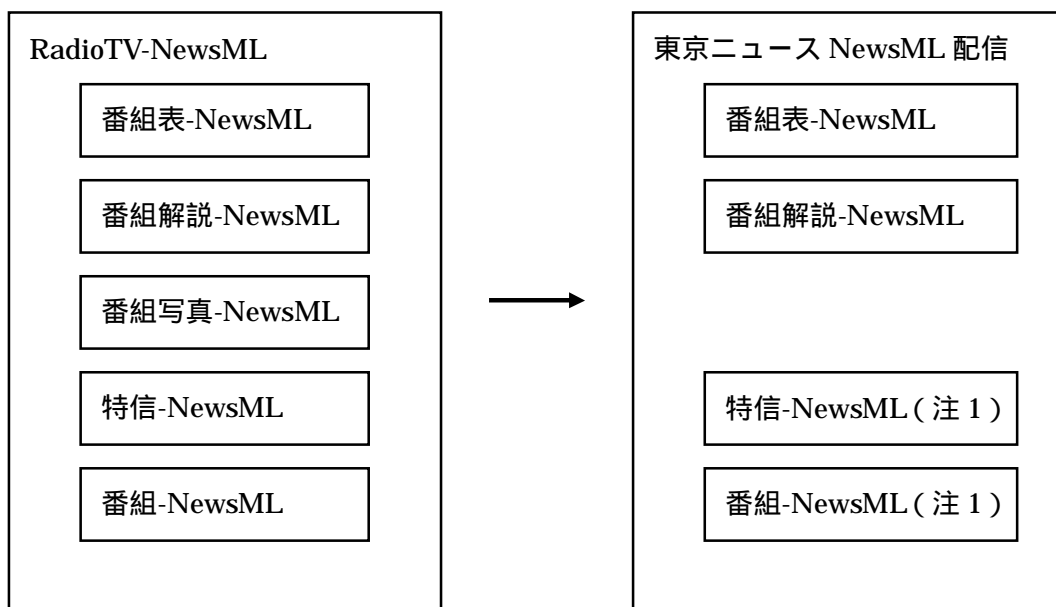 RadioTV-NewsML
番組表-NewsML
番組解説-NewsML
番組写真-NewsML
特信-NewsML
番組-NewsML
東京ニュース NewsML 配信
番組表-NewsML
番組解説-NewsML
特信-NewsML(注1)
番組-NewsML(注1)